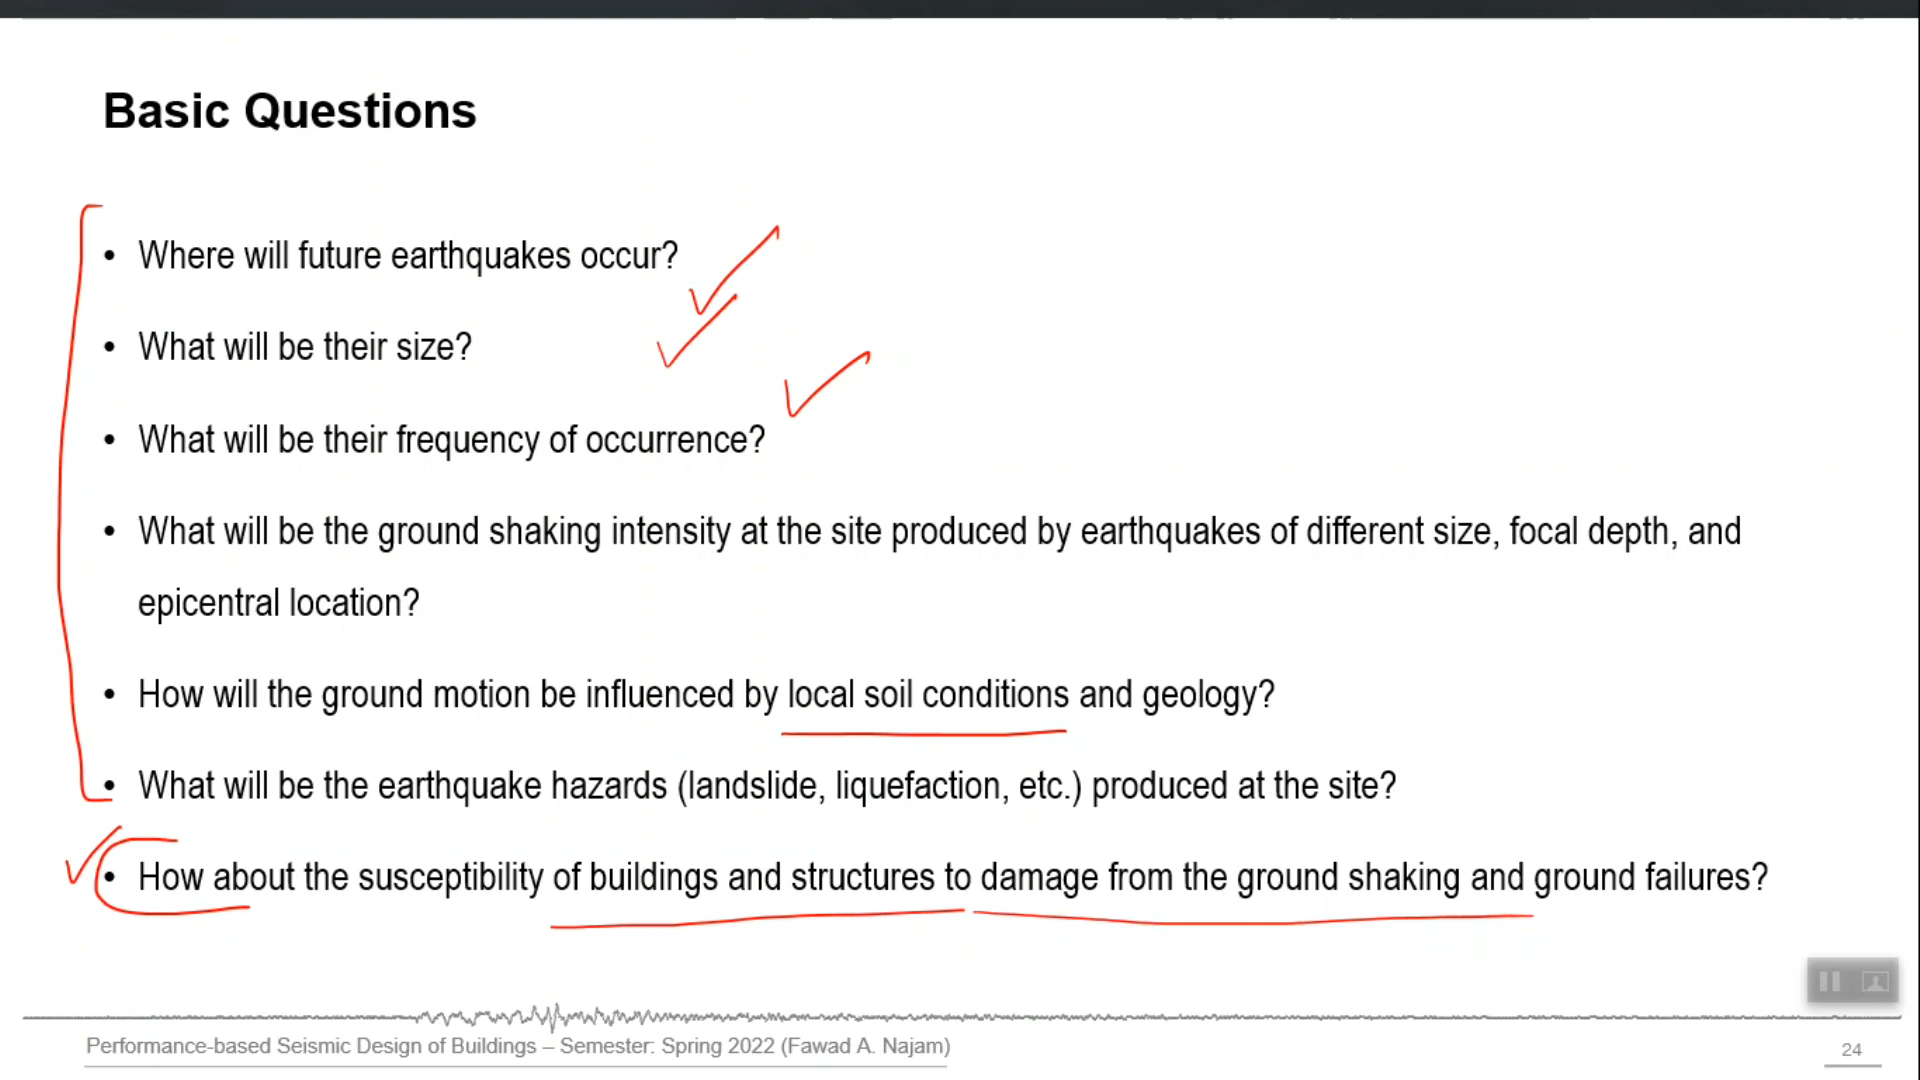 Basic Questions
• Where will future earthquakes occur?
• What will be their size?
• What will be their frequency of occurrence?
• What will be the ground shaking intensity at the site produced by earthquakes of different size, focal depth, and
epicentral location?
• How will the ground motion be influenced by local soil conditions and geology?
• What will be the earthquake hazards (landslide, liquefaction, etc.) produced at the site?
• How about the susceptibility of buildings and structures to damage from the ground shaking and ground failures?
Performance-based Seismic Design of Buildings – Semester: Spring 2022 (Fawad A. Najam)
24